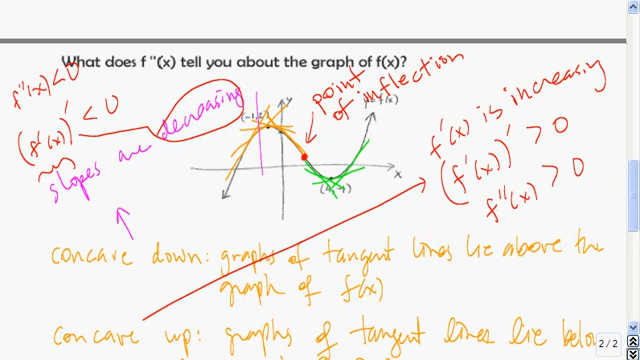 What does f "(x) tell you about the graph of f(x)?
f"(x) < 0
(f'(x))' < 0
slopes are decreasing
y
x
point
of inflection
f'(x) is increasing
(f'(x))' > 0
f"(x) > 0
concave down: graphs of tangent lines lie above the
graph of f(x)
concave up: graphs of tangent lines lie below
2 / 2